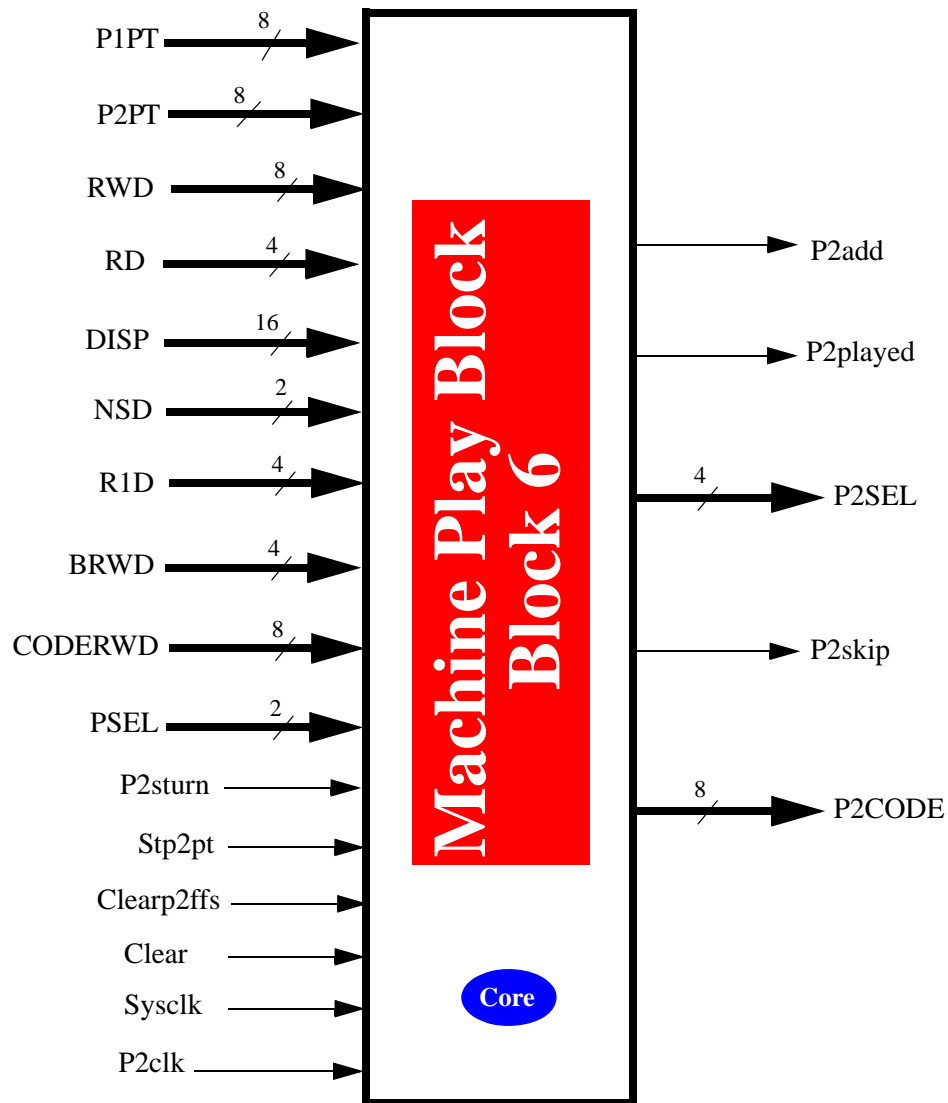 P1PT 8
P2PT 8
RWD 8
RD 4
DISP 16
NSD 2
R1D 4
BRWD 4
CODERWD 8
PSEL 2
P2sturn
Stp2pt
Clearp2ffs
Clear
Sysclk
P2clk
Machine Play Block
Block 6
Core
P2add
P2played
4 P2SEL
P2skip
8 P2CODE